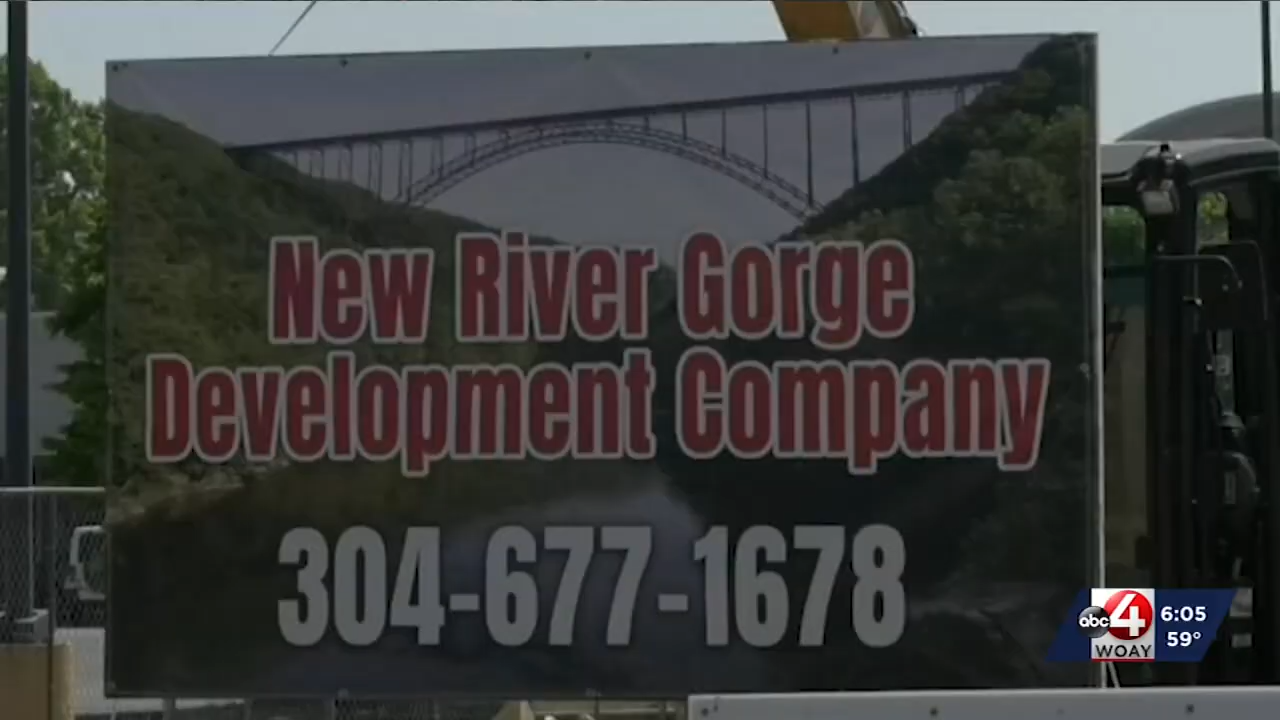 New River Gorge
Development Company
304-677-1678
abc 4 6:05
WOAY 59°